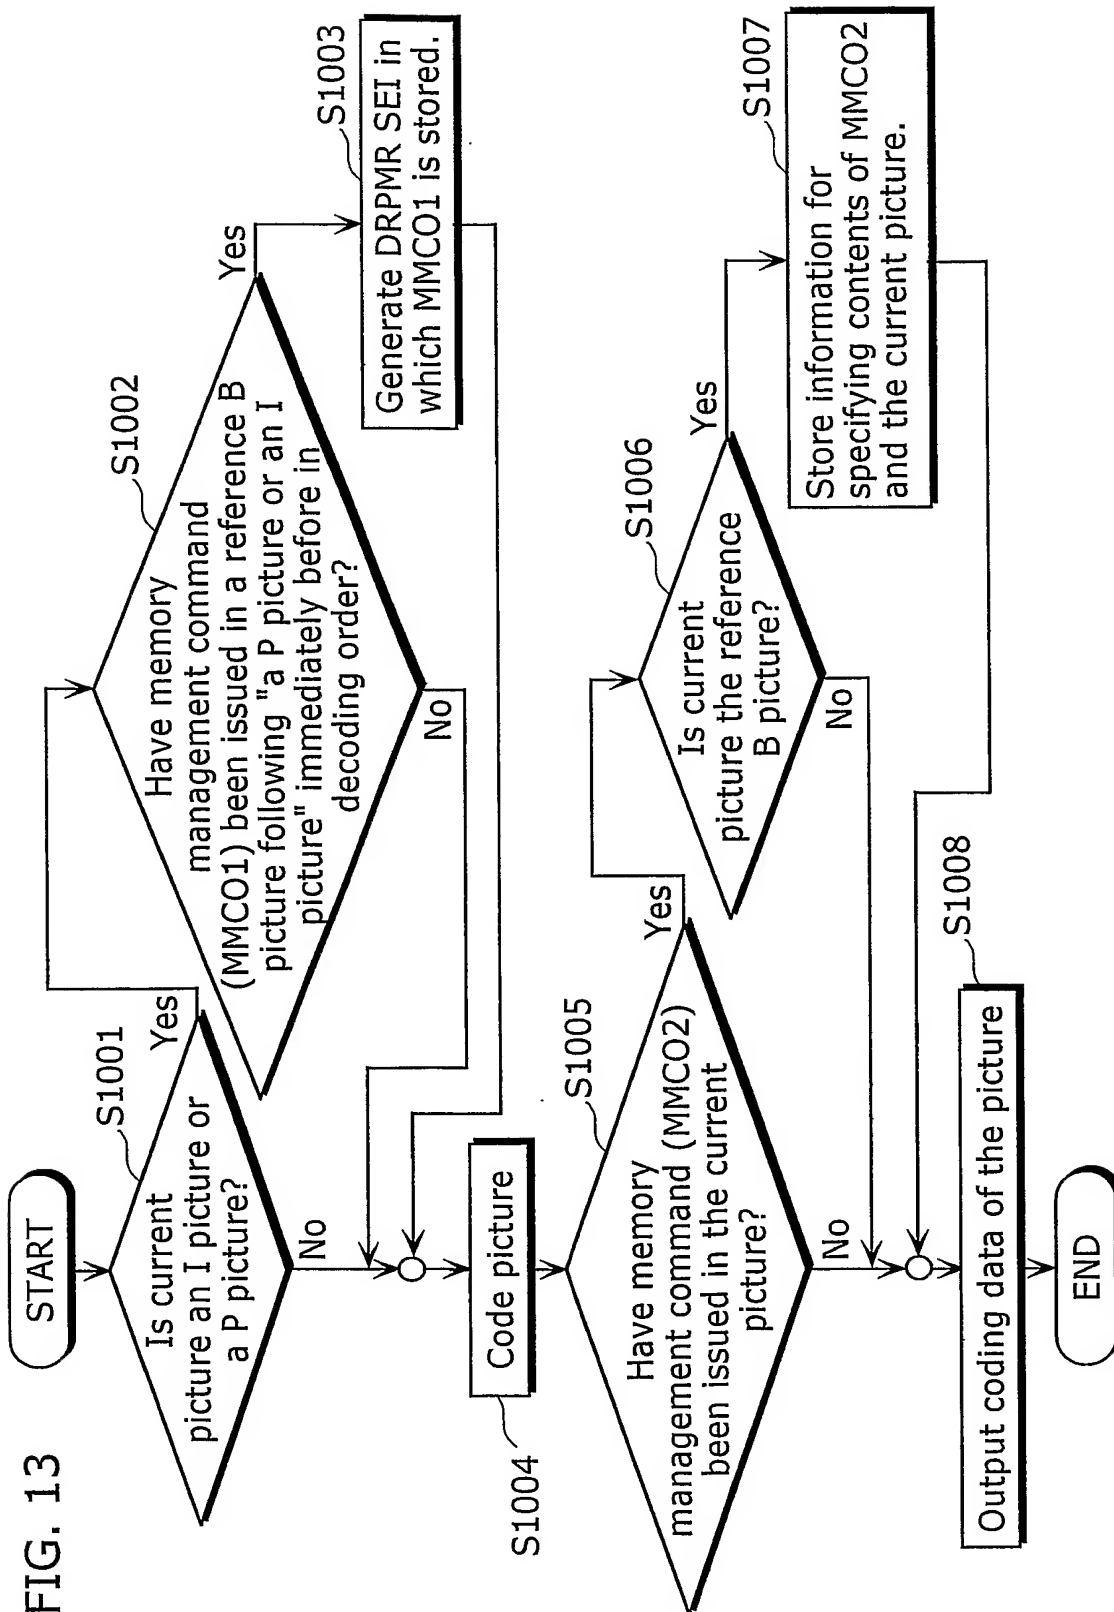 FIG. 13
START
S1001
Is current
picture an I picture or
a P picture?
Yes
No
S1002
Have memory
management command
(MMCO1) been issued in a reference B
picture following "a P picture or an I
picture" immediately before in
decoding order?
Yes
No
S1003
Generate DRPMR SEI in
which MMCO1 is stored.
S1004
Code picture
S1005
Have memory
management command (MMCO2)
been issued in the current
picture?
Yes
No
S1006
Is current
picture the reference
B picture?
Yes
No
S1007
Store information for
specifying contents of MMCO2
and the current picture.
S1008
Output coding data of the picture
END